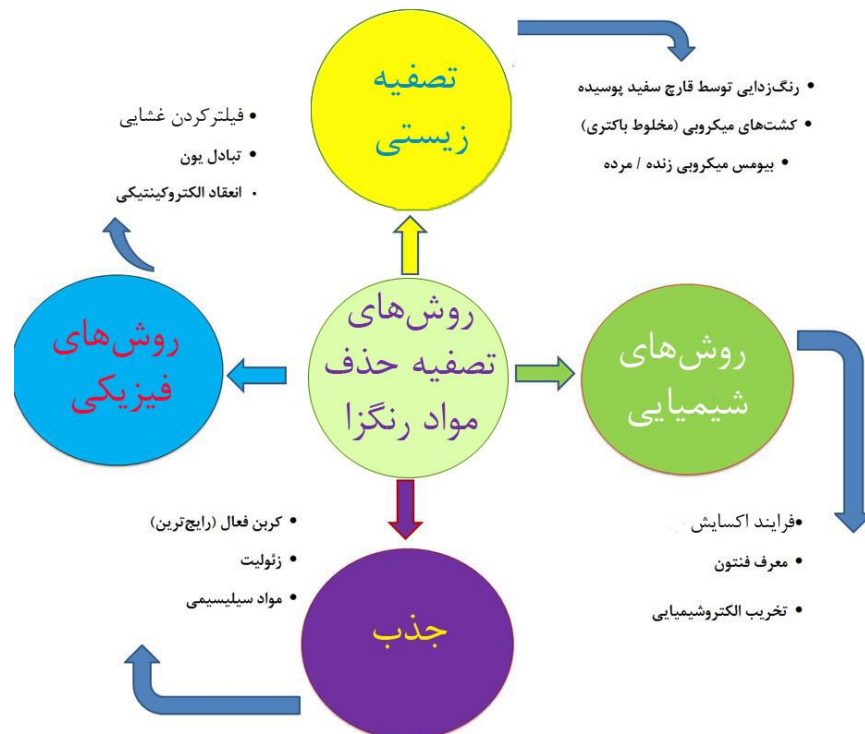 تصفیه
زیستی
• رنگ‌زدایی توسط قارچ سفید پوسیده
• کشت‌های میکروبی (مخلوط باکتری)
• بیومس میکروبی زنده / مرده
• فیلتر کردن غشایی
• تبادل یون
• انعقاد الکتروکینتیکی
روش‌های
تصفیه حذف
مواد رنگزا
روش‌های
شیمیایی
روش‌های
فیزیکی
•فرایند اکسایش
• معرف فنتون
• تخریب الکتروشیمیایی
• کربن فعال (رایج‌ترین)
• زئولیت
• مواد سیلیسیمی
جذب